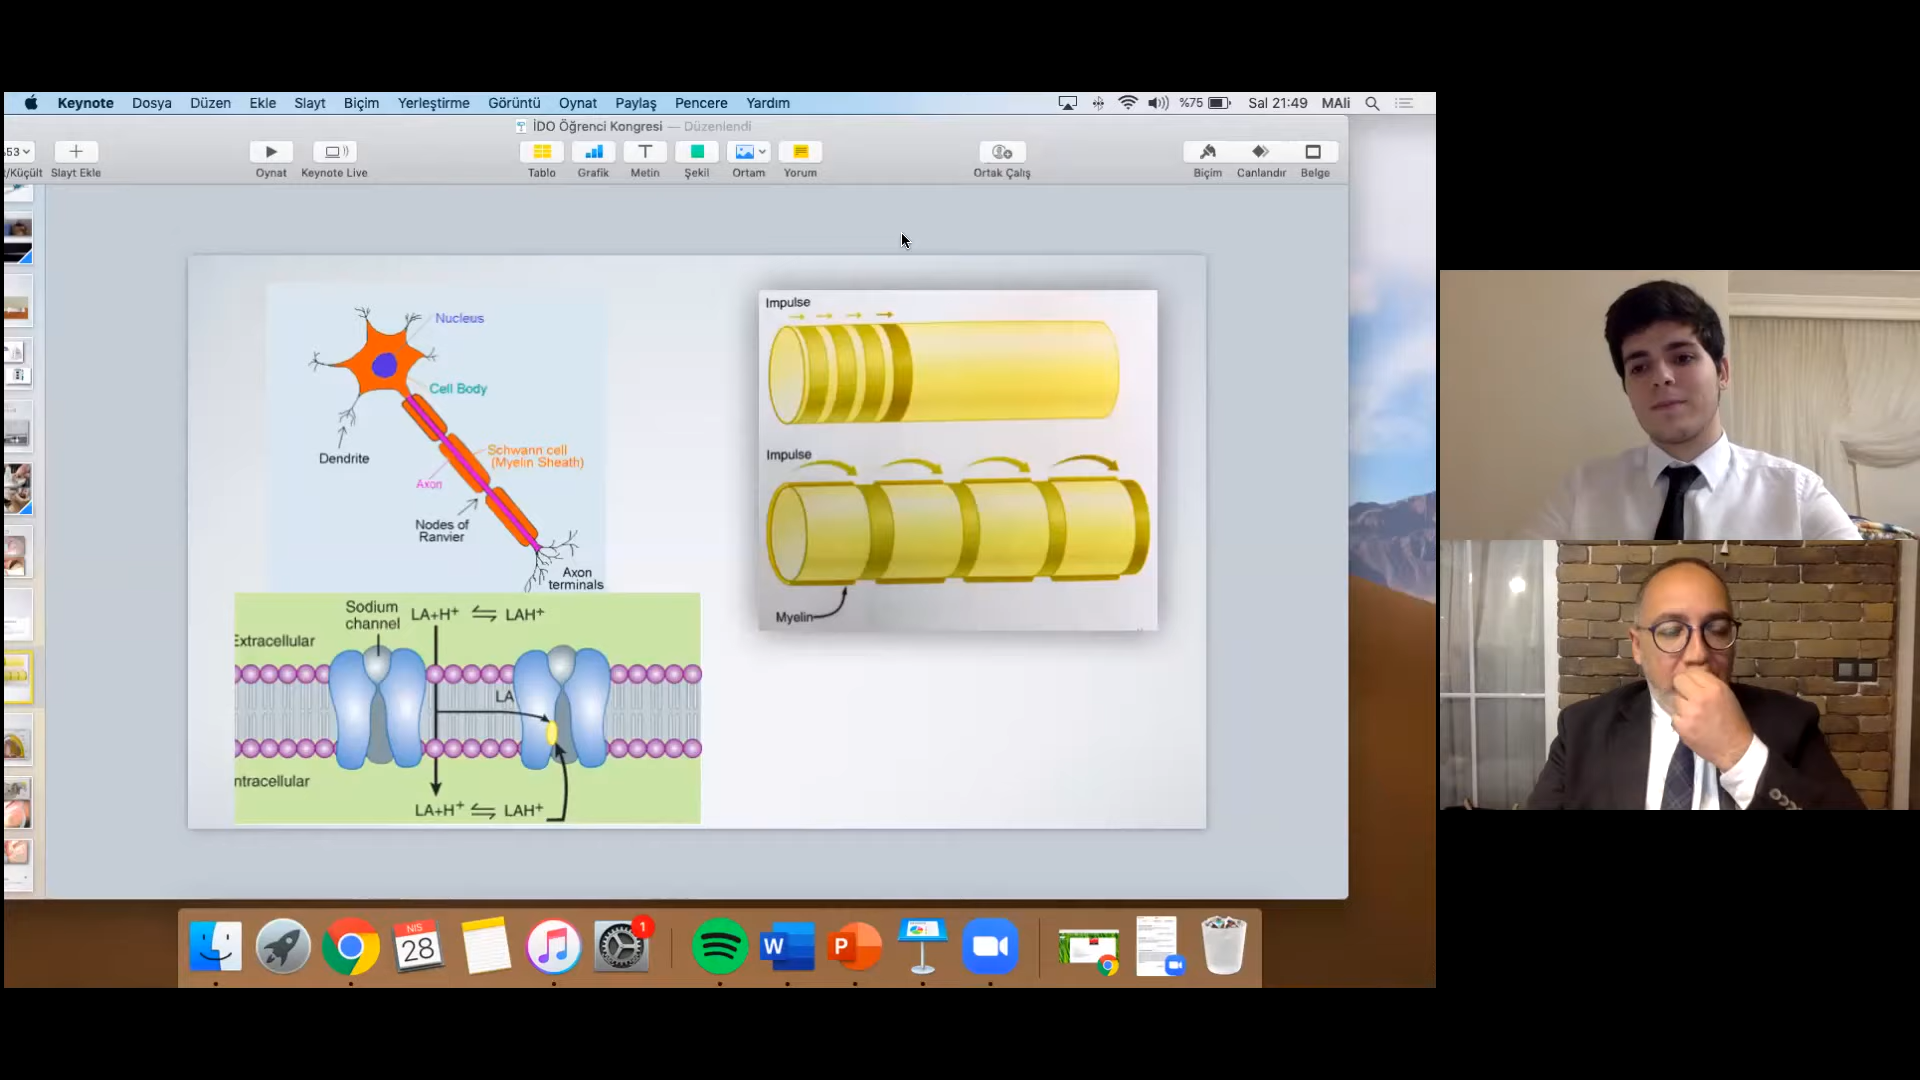 Keynote Dosya Düzen Ekle Slayt Biçim Yerleştirme Görüntü Oynat Paylaş Pencere Yardım %75 Sal 21:49 MAli
İDO Öğrenci Kongresi — Düzenlendi
Slayt Ekle Oynat Keynote Live Tablo Grafik Metin Şekil Ortam Yorum Ortak Çalış Biçim Canlandır Belge
Nucleus
Cell Body
Dendrite
Schwann cell
(Myelin Sheath)
Axon
Nodes of
Ranvier
Axon
terminals
Impulse
Impulse
Myelin
Sodium
channel
LA+H⁺ ⇋ LAH⁺
Extracellular
LA
ntracellular
LA+H⁺ ⇋ LAH⁺
NIS
28
1
W
P